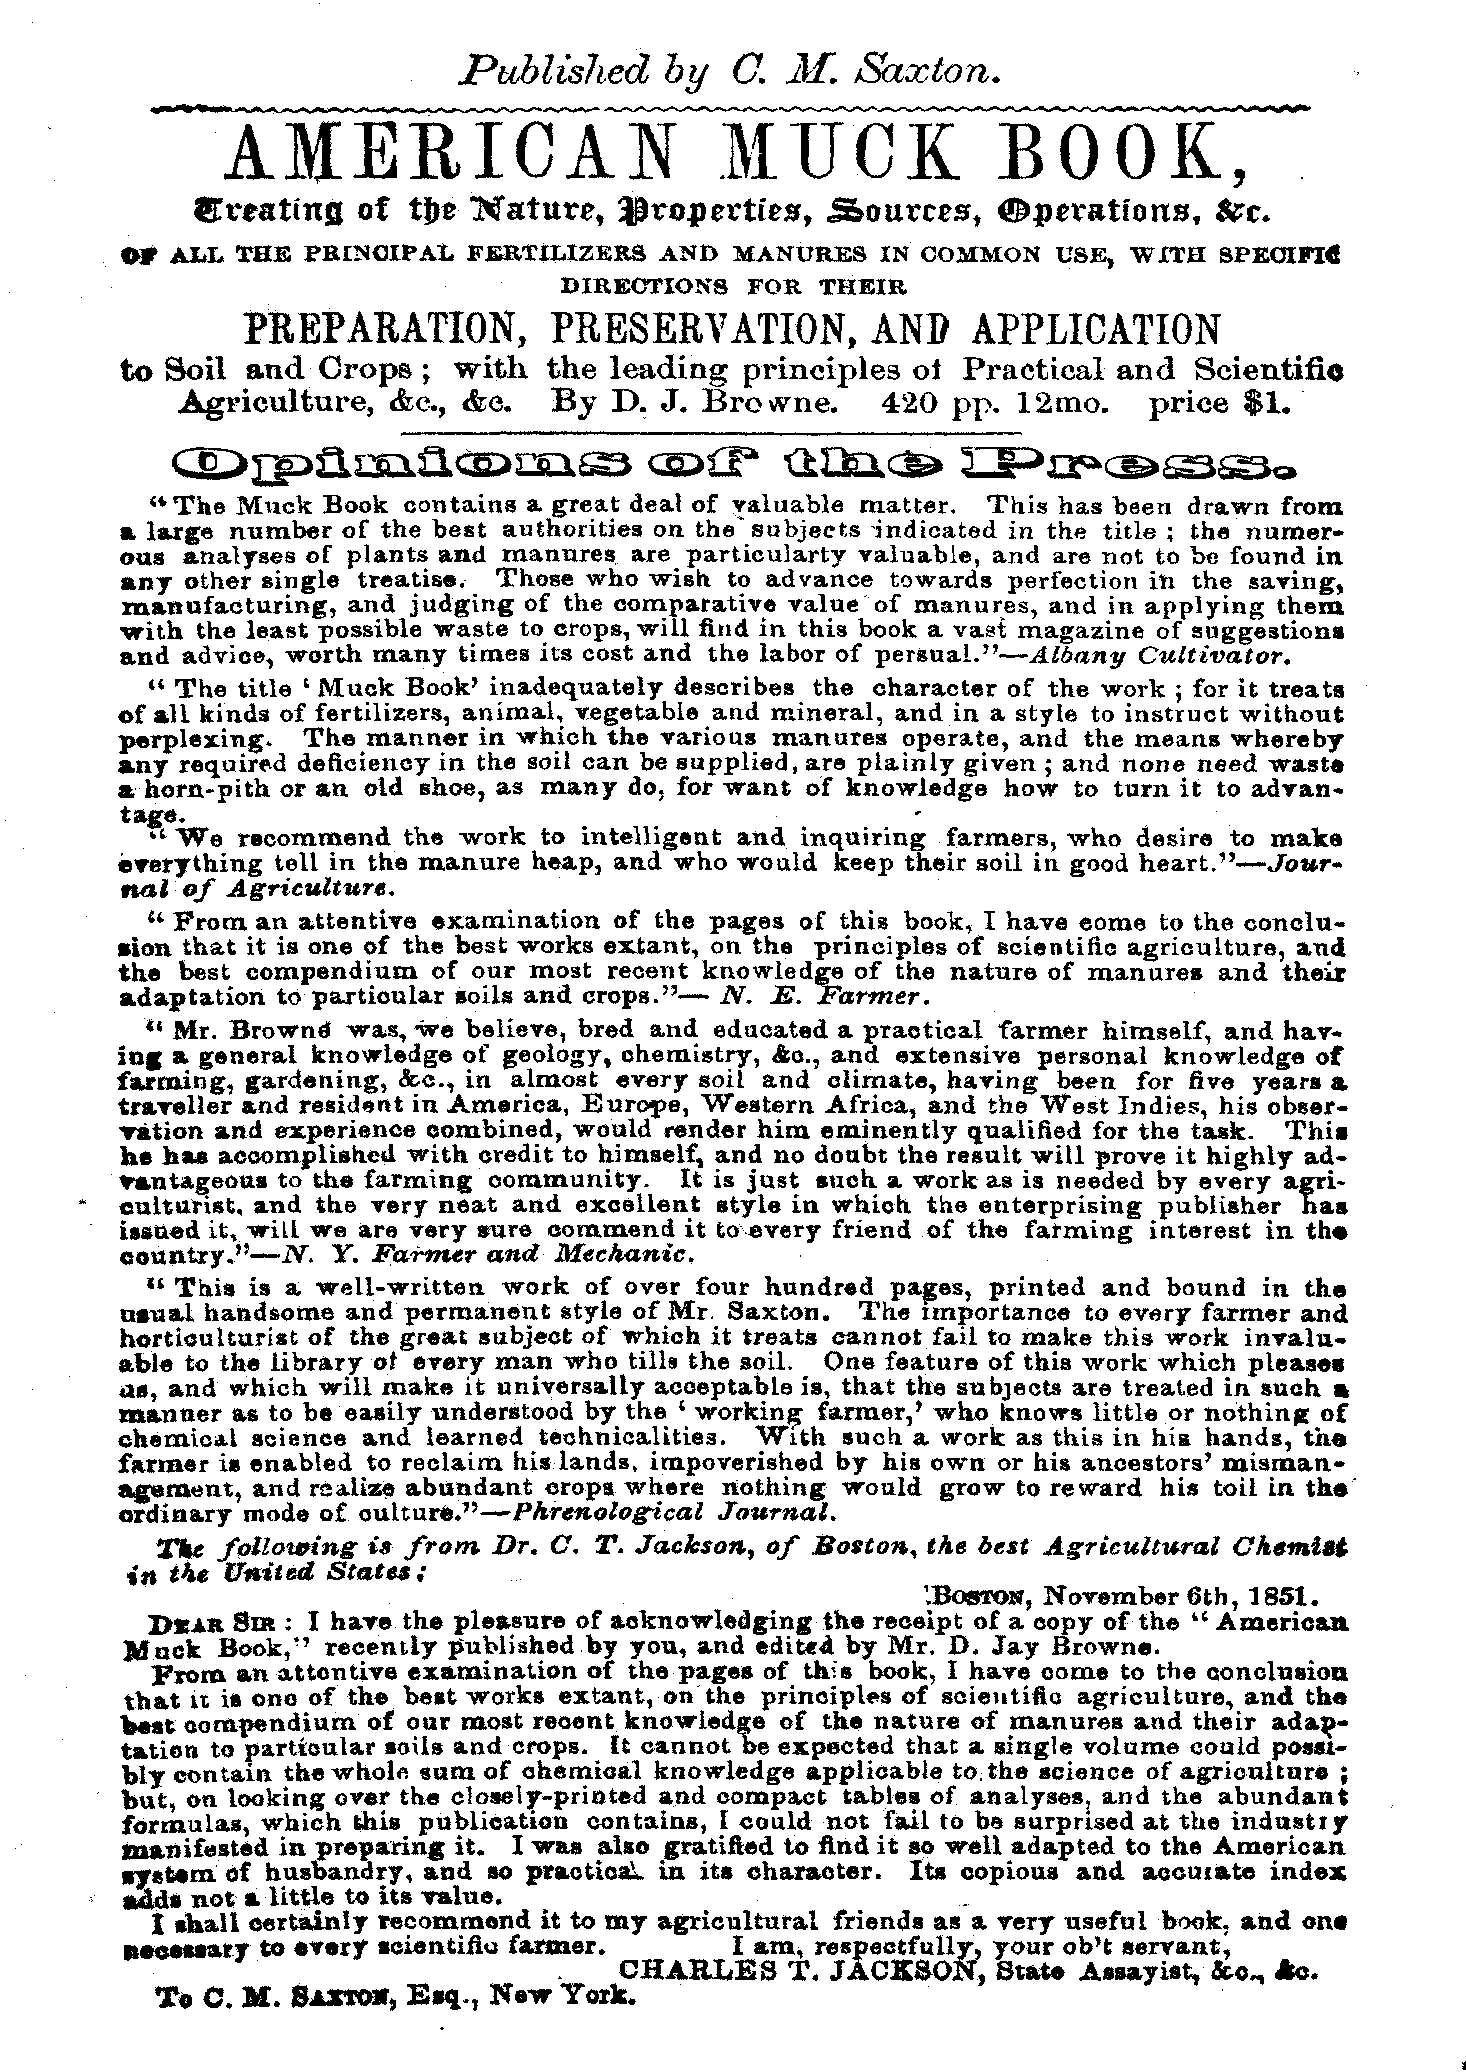 Published by C. M. Saxton.
AMERICAN MUCK BOOK,
Treating of the Nature, Properties, Sources, Operations, &c.
OF ALL THE PRINCIPAL FERTILIZERS AND MANURES IN COMMON USE, WITH SPECIFIC
DIRECTIONS FOR THEIR
PREPARATION, PRESERVATION, AND APPLICATION
to Soil and Crops; with the leading principles of Practical and Scientific
Agriculture, &c., &c. By D. J. Browne. 420 pp. 12mo. price $1.
Opinions of the Press.
“The Muck Book contains a great deal of valuable matter. This has been drawn from
a large number of the best authorities on the subjects indicated in the title; the numer-
ous analyses of plants and manures are particularty valuable, and are not to be found in
any other single treatise. Those who wish to advance towards perfection in the saving,
manufacturing, and judging of the comparative value of manures, and in applying them
with the least possible waste to crops, will find in this book a vast magazine of suggestions
and advice, worth many times its cost and the labor of persual.”—Albany Cultivator.
“The title ‘Muck Book’ inadequately describes the character of the work; for it treats
of all kinds of fertilizers, animal, vegetable and mineral, and in a style to instruct without
perplexing. The manner in which the various manures operate, and the means whereby
any required deficiency in the soil can be supplied, are plainly given; and none need waste
a horn-pith or an old shoe, as many do, for want of knowledge how to turn it to advan-
tage.
“We recommend the work to intelligent and inquiring farmers, who desire to make
everything tell in the manure heap, and who would keep their soil in good heart.”—Jour-
nal of Agriculture.
“From an attentive examination of the pages of this book, I have come to the conclu-
sion that it is one of the best works extant, on the principles of scientific agriculture, and
the best compendium of our most recent knowledge of the nature of manures and their
adaptation to particular soils and crops.”—N. E. Farmer.
“Mr. Browne was, we believe, bred and educated a practical farmer himself, and hav-
ing a general knowledge of geology, chemistry, &c., and extensive personal knowledge of
farming, gardening, &c., in almost every soil and climate, having been for five years a
traveller and resident in America, Europe, Western Africa, and the West Indies, his obser-
vation and experience combined, would render him eminently qualified for the task. This
he has accomplished with credit to himself, and no doubt the result will prove it highly ad-
vantageous to the farming community. It is just such a work as is needed by every agri-
culturist, and the very neat and excellent style in which the enterprising publisher has
issued it, will we are very sure commend it to every friend of the farming interest in the
country.”—N. Y. Farmer and Mechanic.
“This is a well-written work of over four hundred pages, printed and bound in the
usual handsome and permanent style of Mr. Saxton. The importance to every farmer and
horticulturist of the great subject of which it treats cannot fail to make this work invalu-
able to the library of every man who tills the soil. One feature of this work which pleases
us, and which will make it universally acceptable is, that the subjects are treated in such a
manner as to be easily understood by the ‘working farmer,’ who knows little or nothing of
chemical science and learned technicalities. With such a work as this in his hands, the
farmer is enabled to reclaim his lands, impoverished by his own or his ancestors’ misman-
agement, and realize abundant crops where nothing would grow to reward his toil in the
ordinary mode of culture.”—Phrenological Journal.
The following is from Dr. C. T. Jackson, of Boston, the best Agricultural Chemist
in the United States:
BOSTON, November 6th, 1851.
DEAR SIR: I have the pleasure of acknowledging the receipt of a copy of the “American
Muck Book,” recently published by you, and edited by Mr. D. Jay Browne.
From an attentive examination of the pages of this book, I have come to the conclusion
that it is one of the best works extant, on the principles of scientific agriculture, and the
best compendium of our most recent knowledge of the nature of manures and their adap-
tation to particular soils and crops. It cannot be expected that a single volume could possi-
bly contain the whole sum of chemical knowledge applicable to the science of agriculture;
but, on looking over the closely-printed and compact tables of analyses, and the abundant
formulas, which this publication contains, I could not fail to be surprised at the industry
manifested in preparing it. I was also gratified to find it so well adapted to the American
system of husbandry, and so practical in its character. Its copious and accurate index
adds not a little to its value.
I shall certainly recommend it to my agricultural friends as a very useful book, and one
necessary to every scientific farmer. I am, respectfully, your ob’t servant,
CHARLES T. JACKSON, State Assayist, &c., &c.
To C. M. SAXTON, Esq., New York.